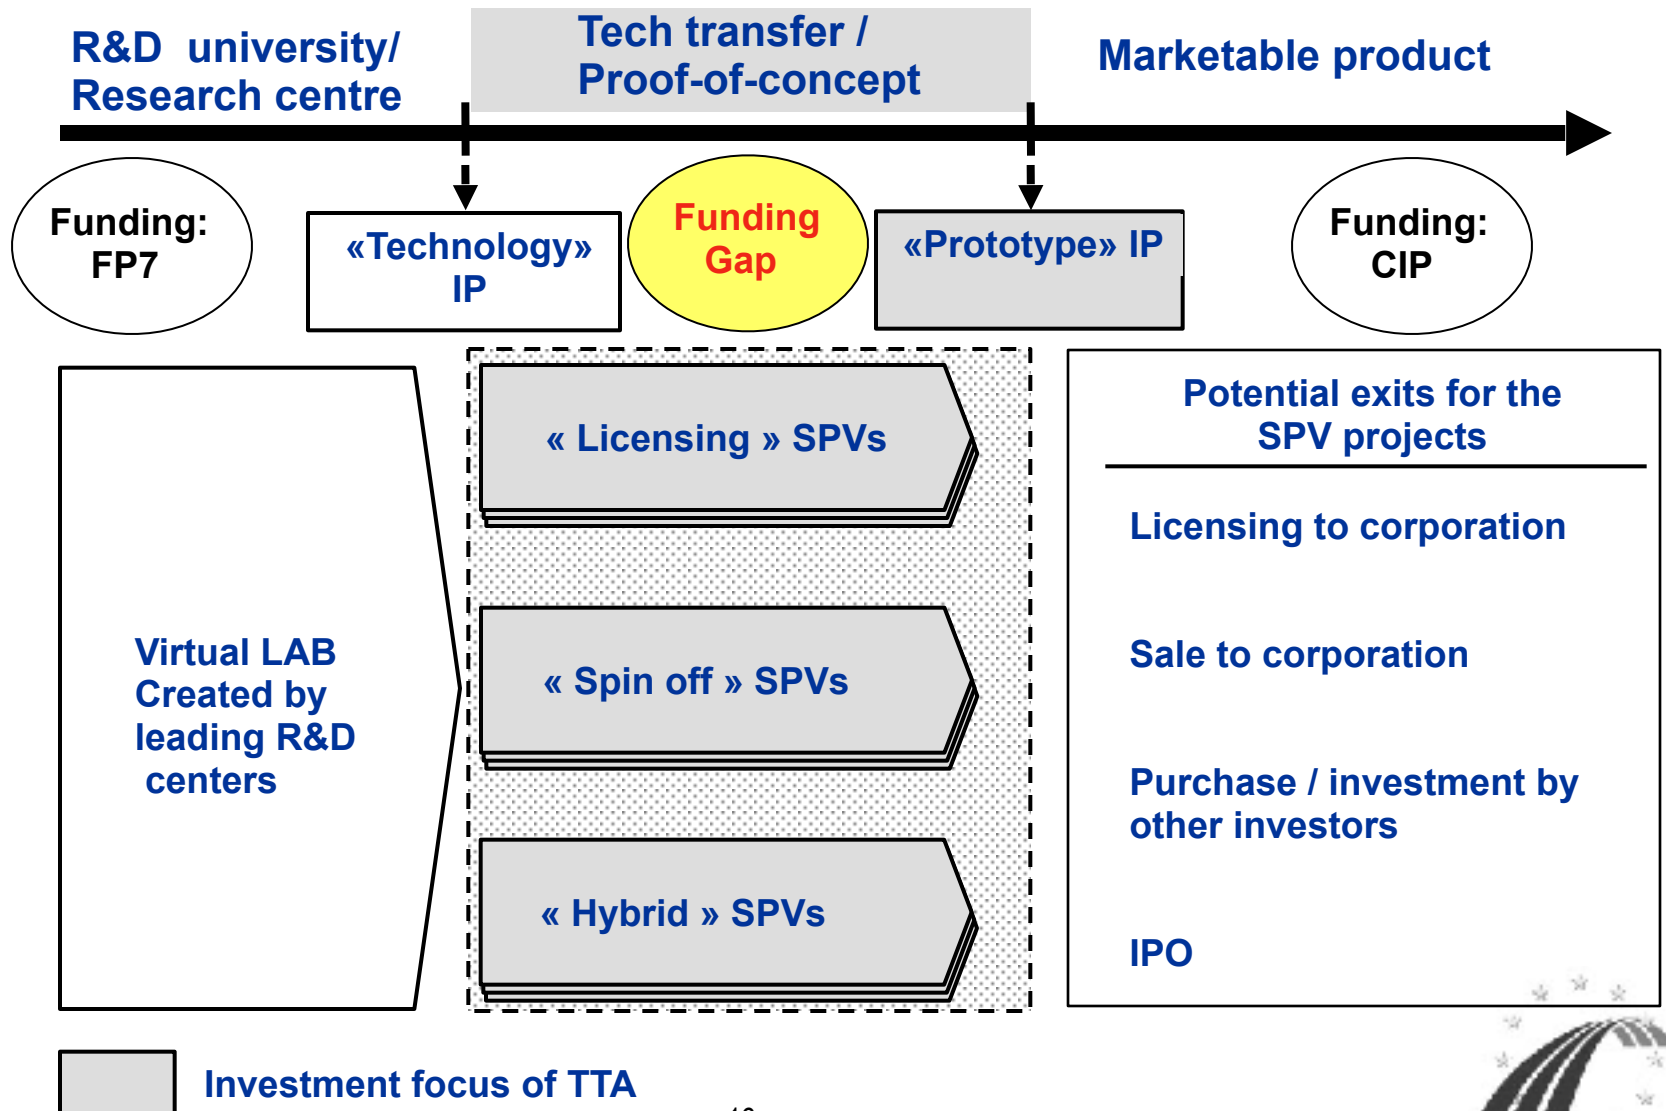 R&D university/
Research centre
Tech transfer /
Proof-of-concept
Marketable product
Funding:
FP7
«Technology»
IP
Funding
Gap
«Prototype» IP
Funding:
CIP
Virtual LAB
Created by
leading R&D
centers
« Licensing » SPVs
« Spin off » SPVs
« Hybrid » SPVs
Potential exits for the
SPV projects
Licensing to corporation
Sale to corporation
Purchase / investment by
other investors
IPO
Investment focus of TTA